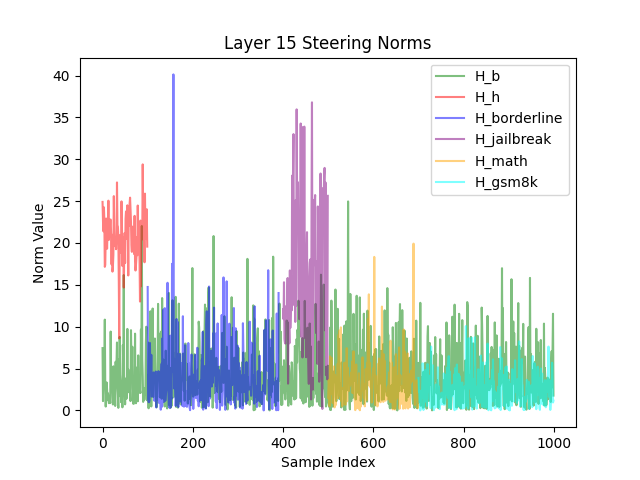 Layer 15 Steering Norms
40
35
30
25
20
15
10
5
0
Norm Value
H_b
H_h
H_borderline
H_jailbreak
H_math
H_gsm8k
0 200 400 600 800 1000
Sample Index